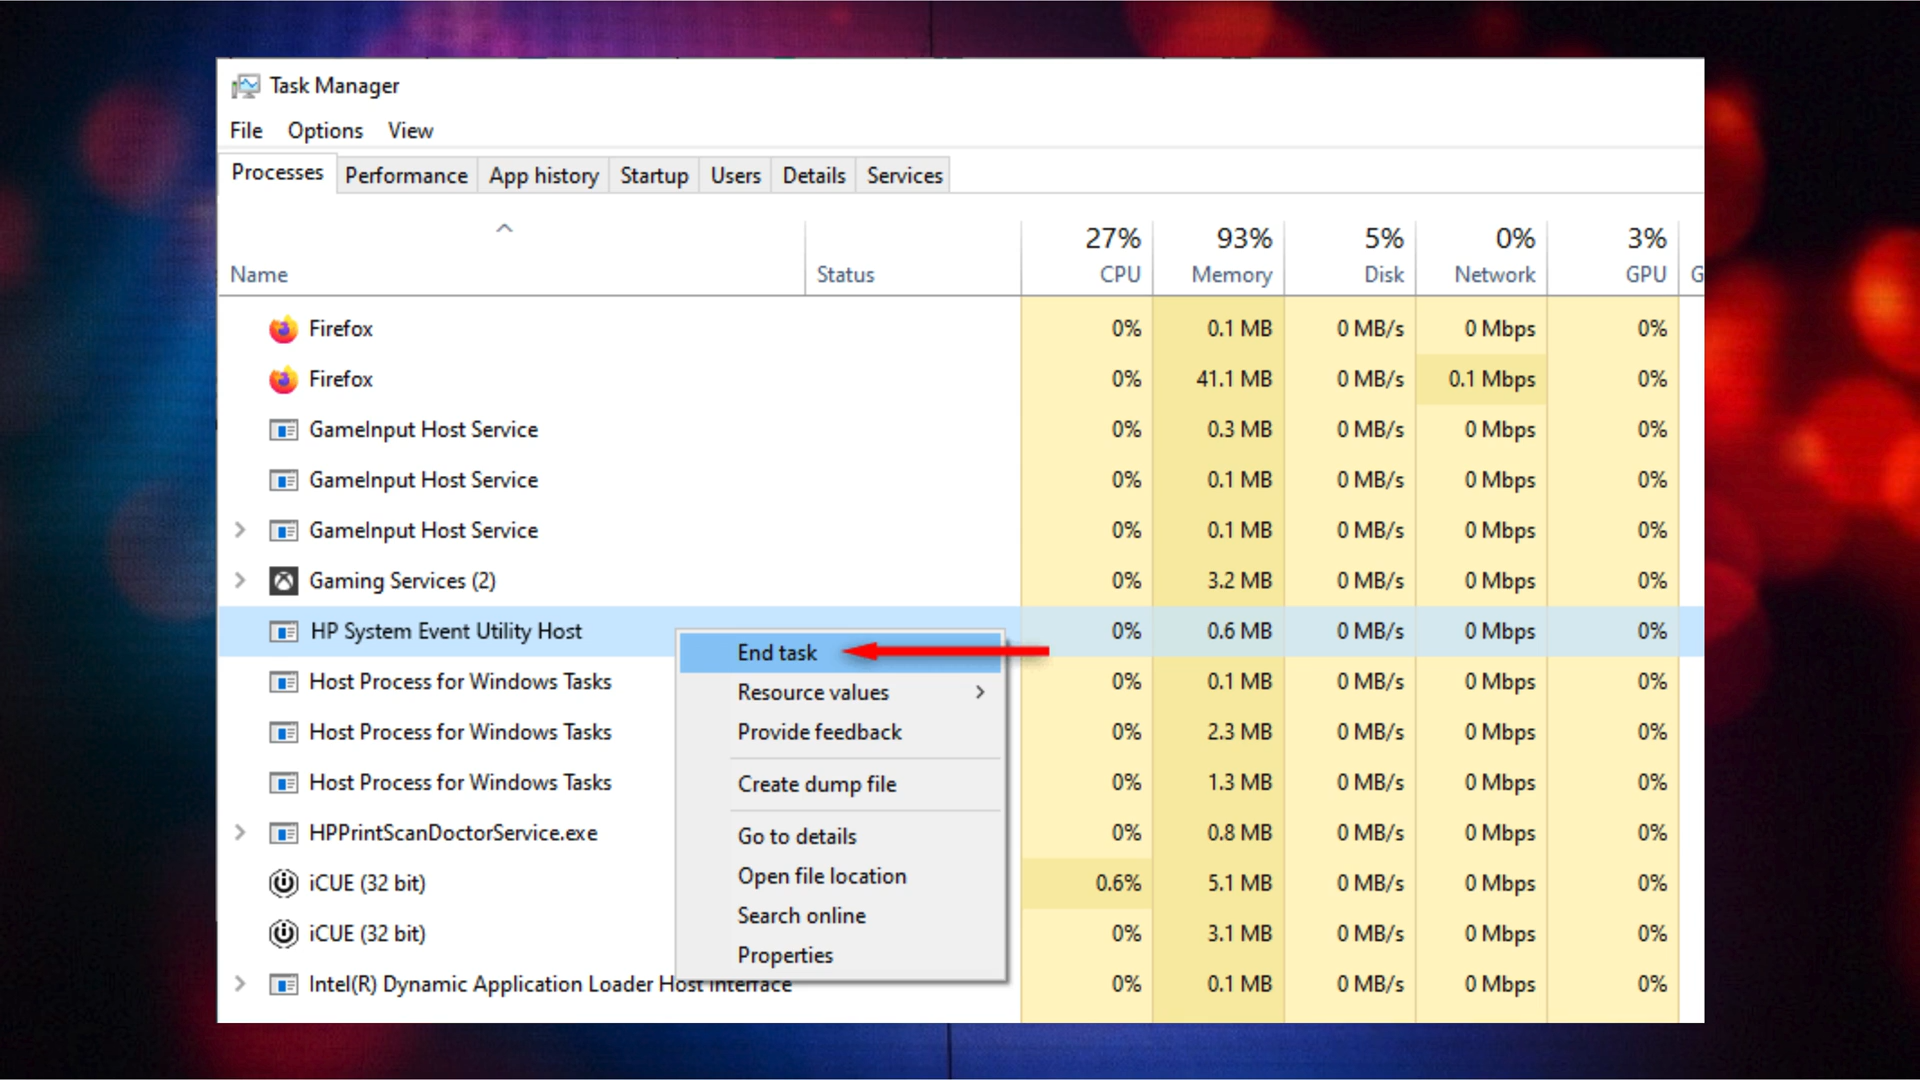 Task Manager
File Options View
Processes Performance App history Startup Users Details Services
27% 93% 5% 0% 3%
Name Status CPU Memory Disk Network GPU G
Firefox 0% 0.1 MB 0 MB/s 0 Mbps 0%
Firefox 0% 41.1 MB 0 MB/s 0.1 Mbps 0%
GameInput Host Service 0% 0.3 MB 0 MB/s 0 Mbps 0%
GameInput Host Service 0% 0.1 MB 0 MB/s 0 Mbps 0%
GameInput Host Service 0% 0.1 MB 0 MB/s 0 Mbps 0%
Gaming Services (2) 0% 3.2 MB 0 MB/s 0 Mbps 0%
HP System Event Utility Host 0% 0.6 MB 0 MB/s 0 Mbps 0%
End task
Host Process for Windows Tasks 0% 0.1 MB 0 MB/s 0 Mbps 0%
Resource values
Host Process for Windows Tasks 0% 2.3 MB 0 MB/s 0 Mbps 0%
Provide feedback
Host Process for Windows Tasks 0% 1.3 MB 0 MB/s 0 Mbps 0%
Create dump file
HPPrintScanDoctorService.exe 0% 0.8 MB 0 MB/s 0 Mbps 0%
Go to details
iCUE (32 bit) 0.6% 5.1 MB 0 MB/s 0 Mbps 0%
Open file location
Search online
iCUE (32 bit) 0% 3.1 MB 0 MB/s 0 Mbps 0%
Properties
Intel(R) Dynamic Application Loader Host Interface 0% 0.1 MB 0 MB/s 0 Mbps 0%